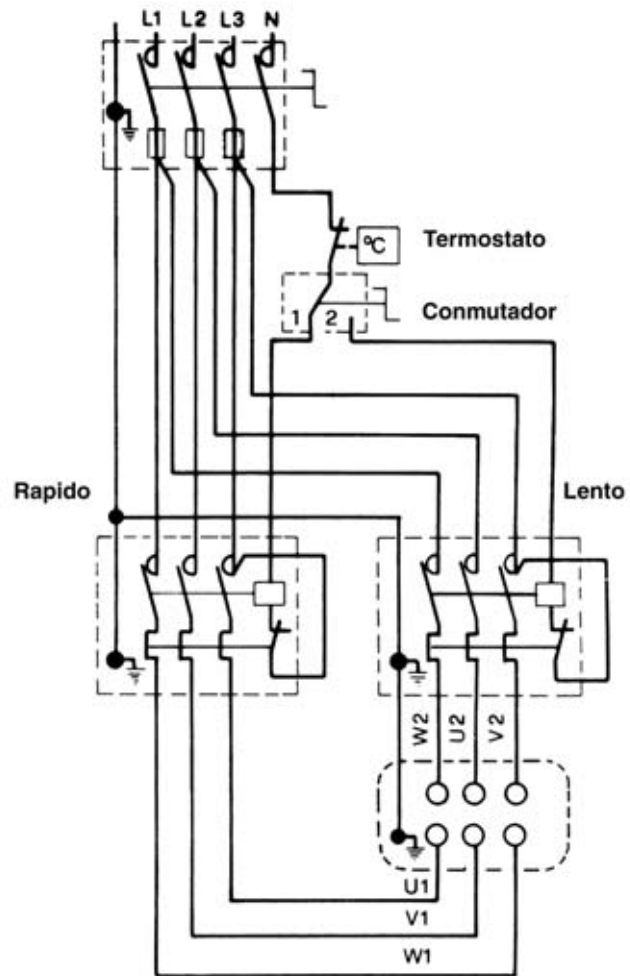 L1 L2 L3 N
Termostato
°C
Conmutador
1 2
Rapido
Lento
W2 U2 V2
U1
V1
W1